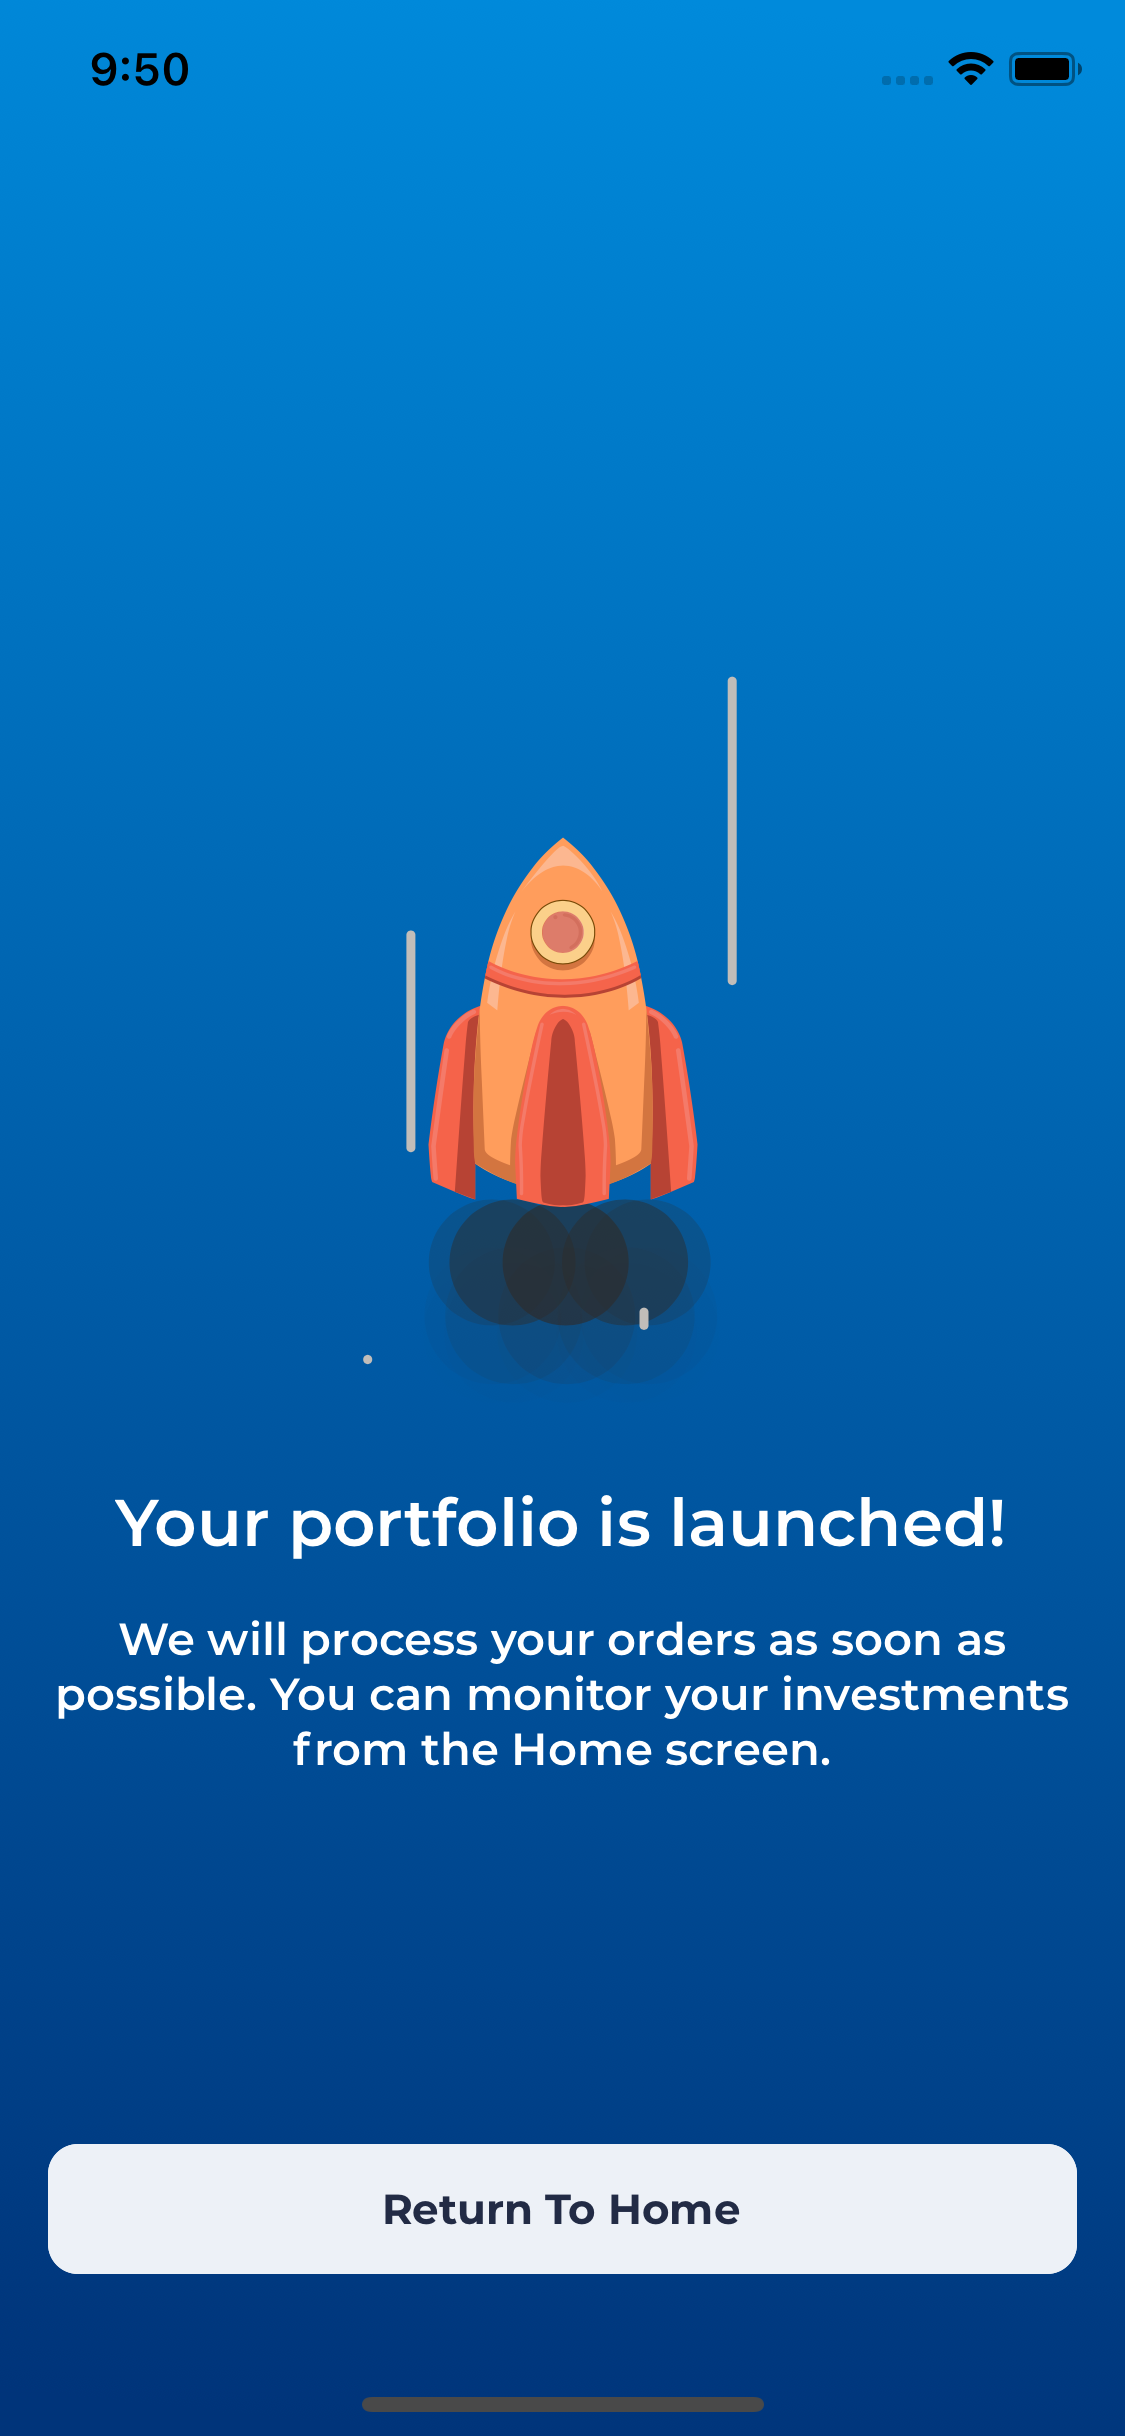 9:50
Your portfolio is launched!
We will process your orders as soon as
possible. You can monitor your investments
from the Home screen.
Return To Home